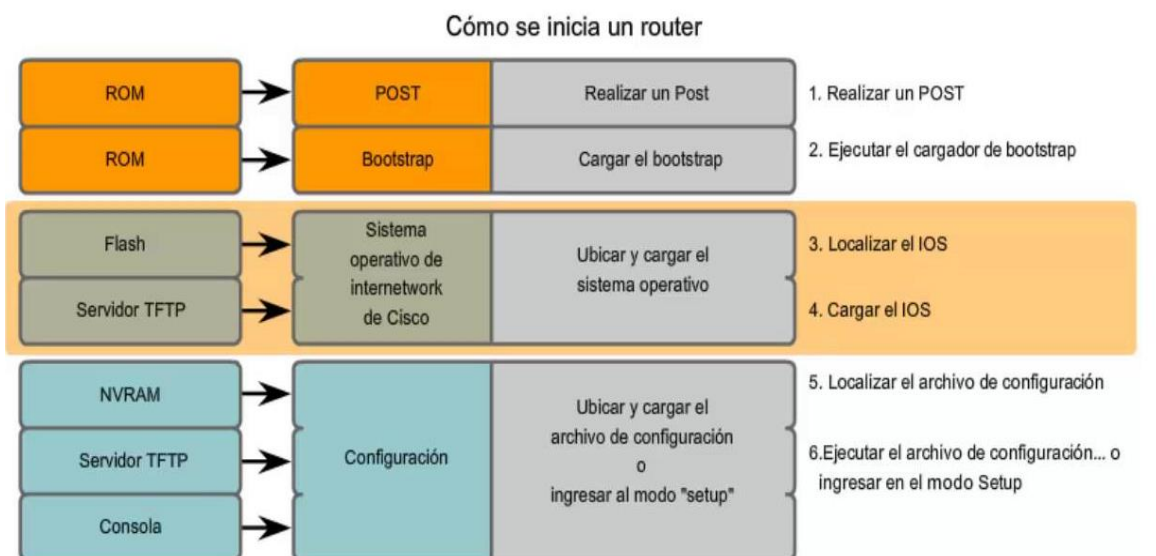 Cómo se inicia un router
ROM
POST
Realizar un Post
1. Realizar un POST
ROM
Bootstrap
Cargar el bootstrap
2. Ejecutar el cargador de bootstrap
Flash
Servidor TFTP
Sistema
operativo de
internetwork
de Cisco
Ubicar y cargar el
sistema operativo
3. Localizar el IOS
4. Cargar el IOS
NVRAM
Servidor TFTP
Consola
Configuración
Ubicar y cargar el
archivo de configuración
o
ingresar al modo "setup"
5. Localizar el archivo de configuración
6.Ejecutar el archivo de configuración... o
ingresar en el modo Setup